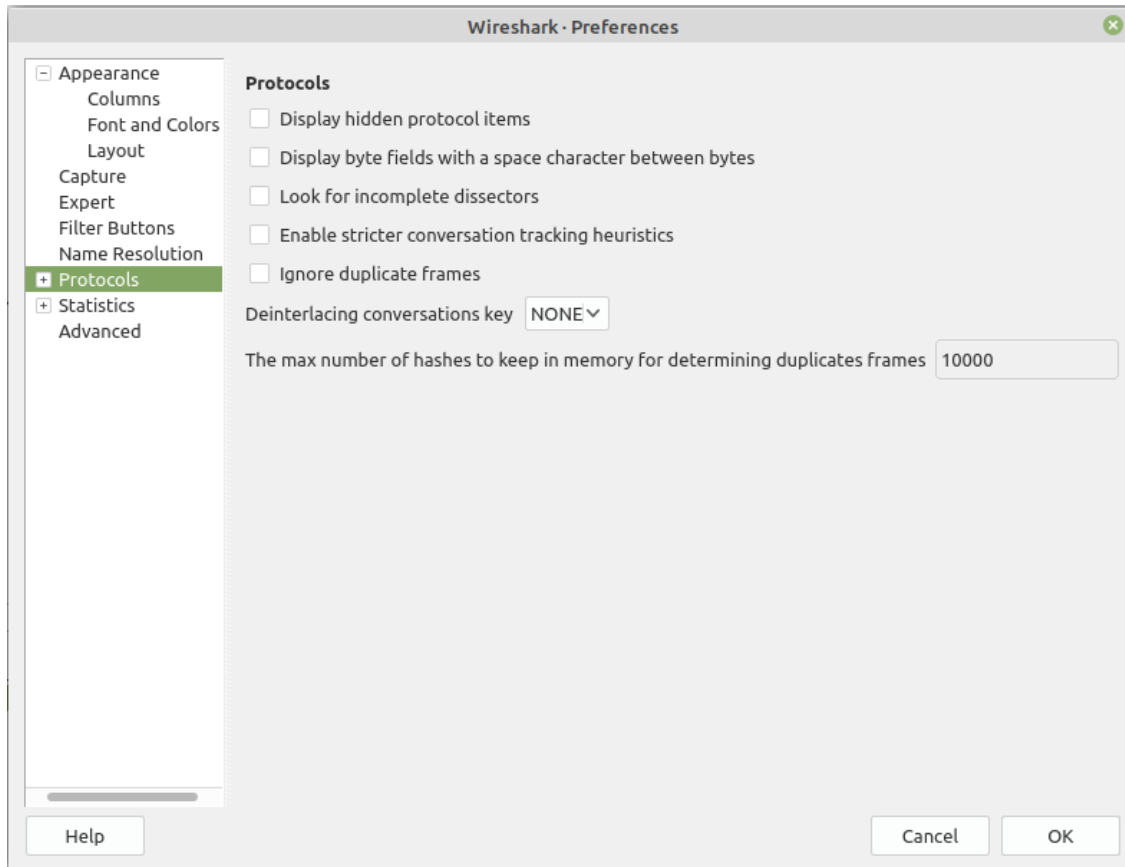 Wireshark · Preferences
Appearance
Columns
Font and Colors
Layout
Capture
Expert
Filter Buttons
Name Resolution
Protocols
Statistics
Advanced
Protocols
Display hidden protocol items
Display byte fields with a space character between bytes
Look for incomplete dissectors
Enable stricter conversation tracking heuristics
Ignore duplicate frames
Deinterlacing conversations key NONE
The max number of hashes to keep in memory for determining duplicates frames 10000
Help Cancel OK